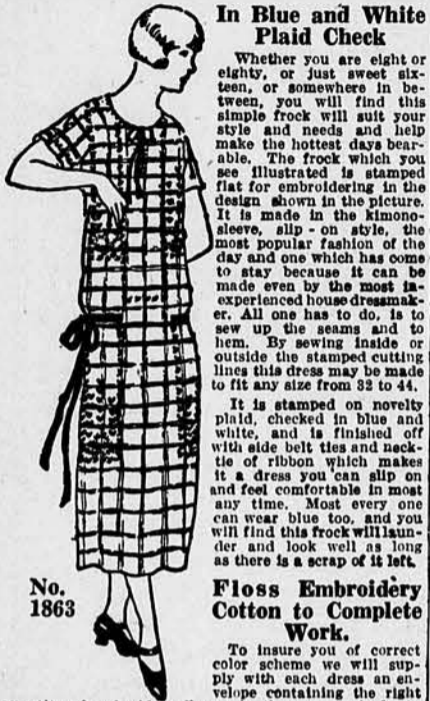 In Blue and White
Plaid Check
Whether you are eight or
eighty, or just sweet six-
teen, or somewhere in be-
tween, you will find this
simple frock will suit your
style and needs and help
make the hottest days bear-
able. The frock which you
see illustrated is stamped
flat for embroidering in the
design shown in the picture.
It is made in the kimono-
sleeve, slip-on style, the
most popular fashion of the
day and one which has come
to stay because it can be
made even by the most in-
experienced house dressmak-
er. All one has to do, is to
sew up the seams and to
hem. By sewing inside or
outside the stamped cutting
lines this dress may be made
to fit any size from 32 to 44.
It is stamped on novelty
plaid, checked in blue and
white, and is finished off
with side belt ties and neck-
tie of ribbon which makes
it a dress you can slip on
and feel comfortable in most
any time. Most every one
can wear blue too, and you
will find this frock will laun-
der and look well as long
as there is a scrap of it left.
No.
1863
Floss Embroidery
Cotton to Complete
Work.
To insure you of correct
color scheme we will sup-
ply with each dress an en-
velope containing the right